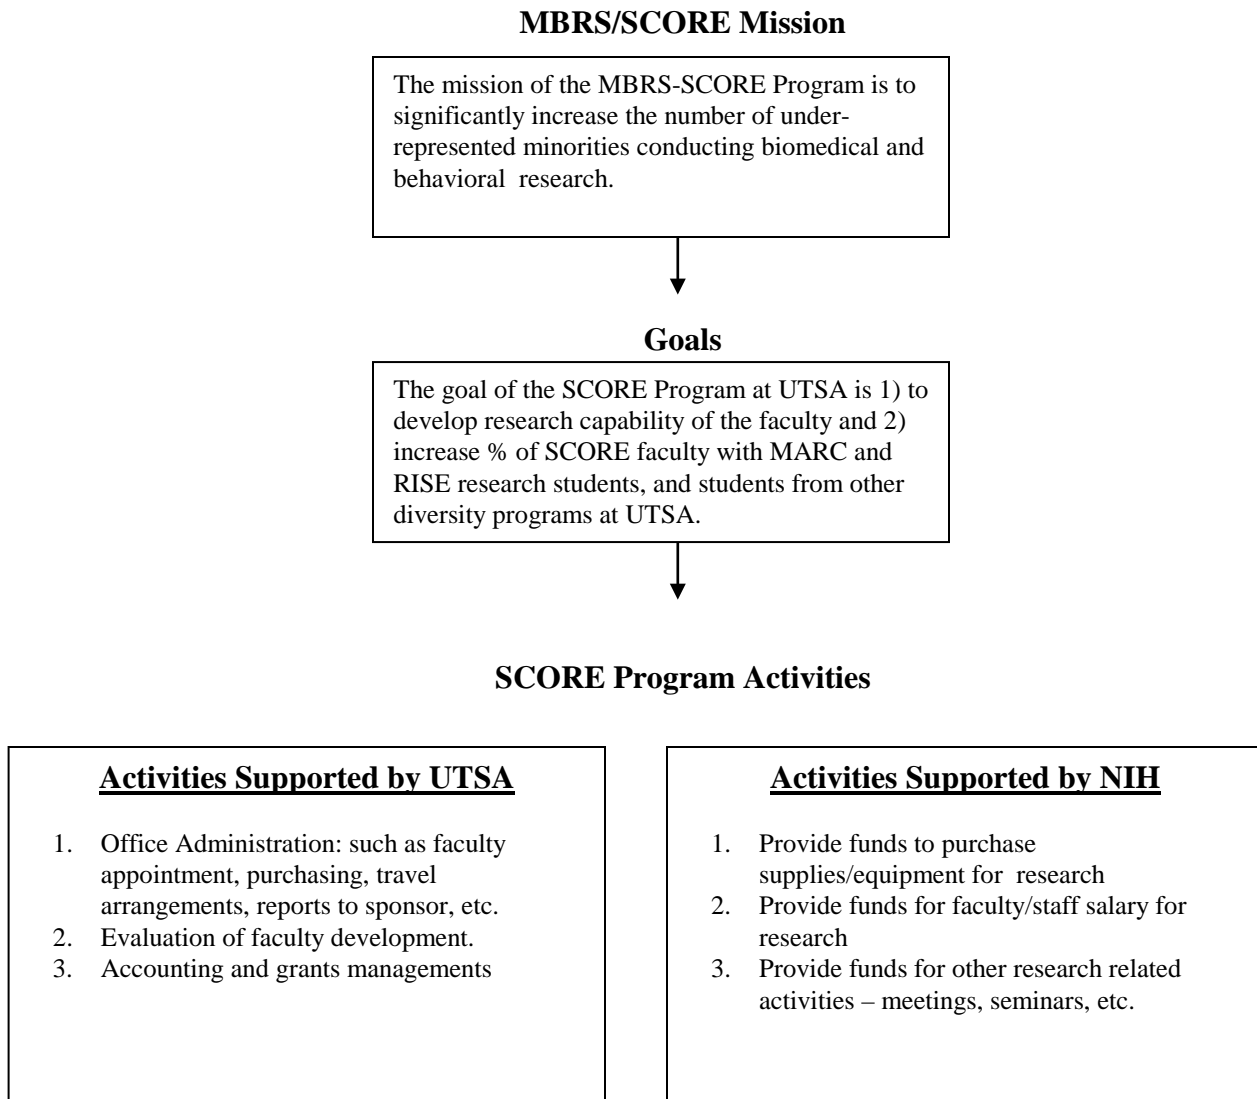 MBRS/SCORE Mission
The mission of the MBRS-SCORE Program is to
significantly increase the number of under-
represented minorities conducting biomedical and
behavioral  research.
Goals
The goal of the SCORE Program at UTSA is 1) to
develop research capability of the faculty and 2)
increase % of SCORE faculty with MARC and
RISE research students, and students from other
diversity programs at UTSA.
SCORE Program Activities
Activities Supported by UTSA
1. Office Administration: such as faculty
appointment, purchasing, travel
arrangements, reports to sponsor, etc.
2. Evaluation of faculty development.
3. Accounting and grants managements
Activities Supported by NIH
1. Provide funds to purchase
supplies/equipment for  research
2. Provide funds for faculty/staff salary for
research
3. Provide funds for other research related
activities – meetings, seminars, etc.